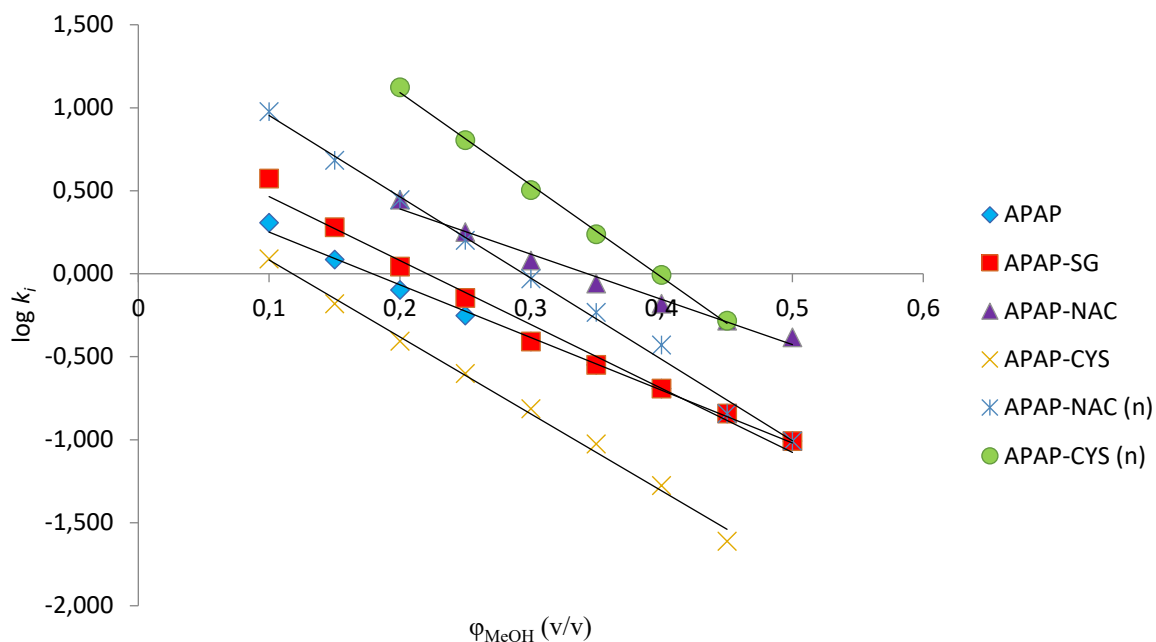 1,500
1,000
0,500
0,000
-0,500
-1,000
-1,500
-2,000
0
0,1
0,2
0,3
0,4
0,5
0,6
log kᵢ
φMeOH (v/v)
APAP
APAP-SG
APAP-NAC
APAP-CYS
APAP-NAC (n)
APAP-CYS (n)